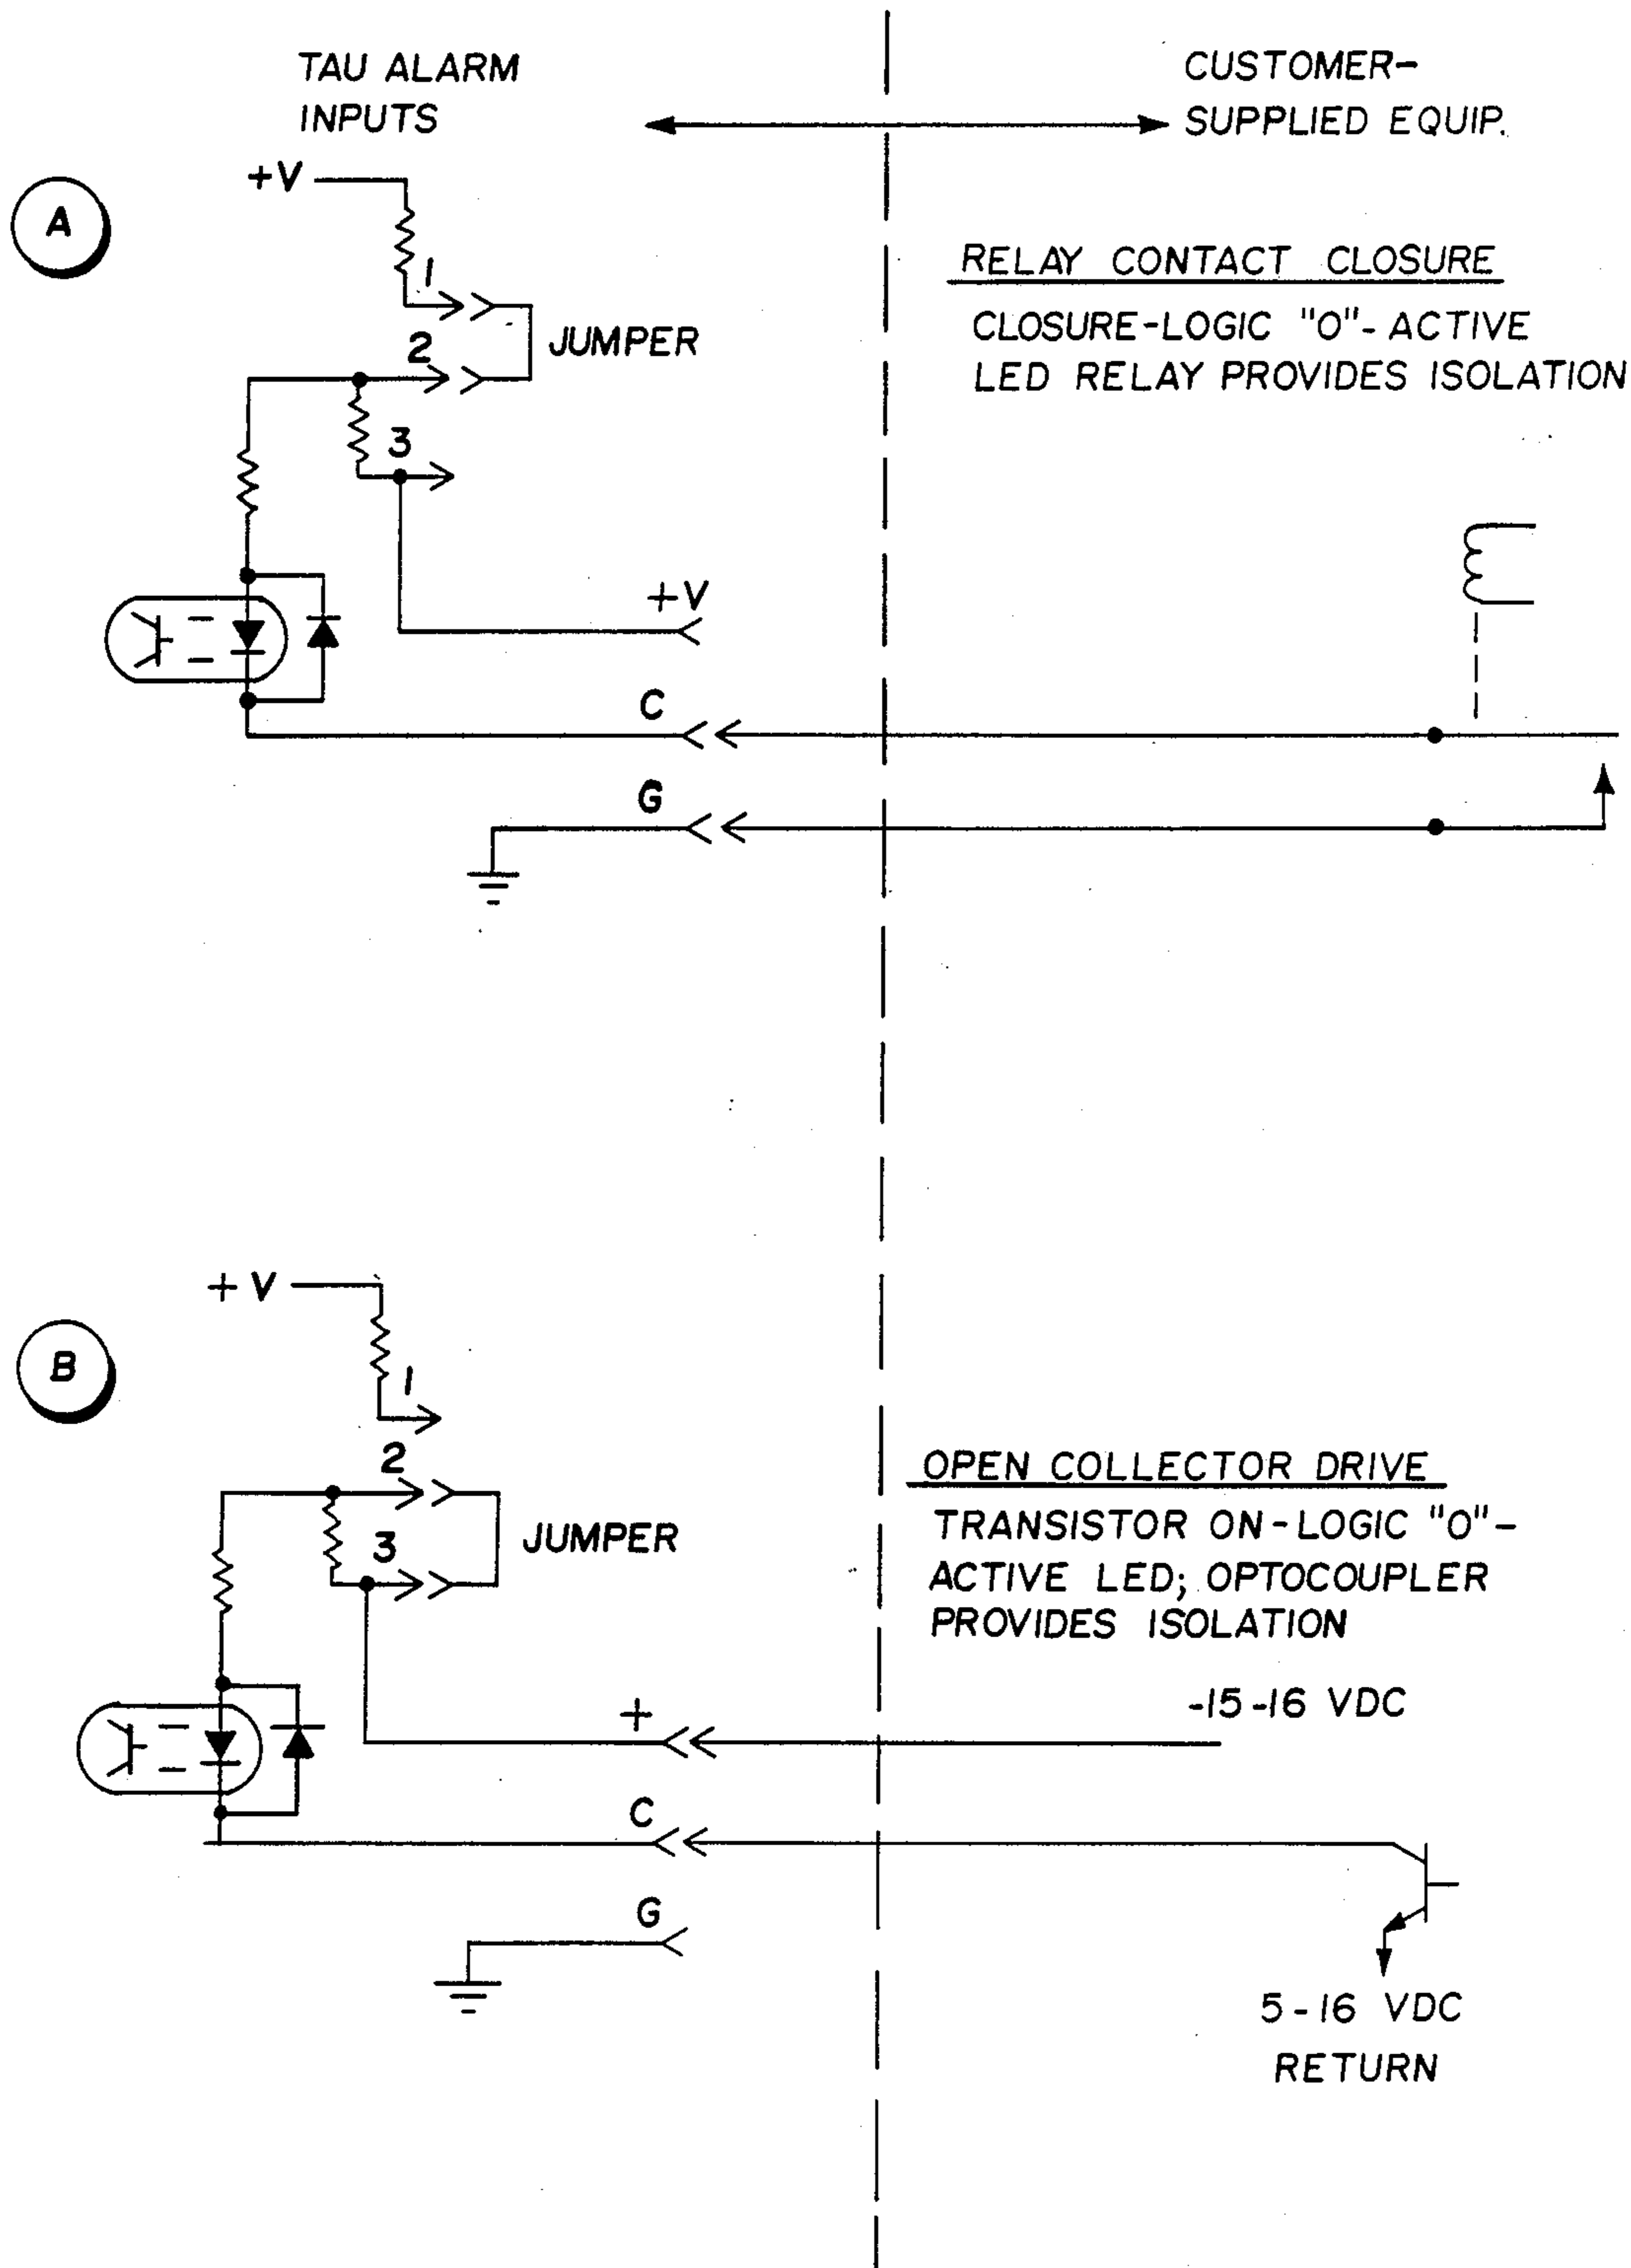 TAU ALARM
INPUTS
CUSTOMER-
SUPPLIED EQUIP.
A
+V
1
2
JUMPER
3
+V
C
G
RELAY CONTACT CLOSURE
CLOSURE-LOGIC "0"-ACTIVE
LED RELAY PROVIDES ISOLATION
B
+V
1
2
JUMPER
3
+
C
G
OPEN COLLECTOR DRIVE
TRANSISTOR ON-LOGIC "0"-
ACTIVE LED; OPTOCOUPLER
PROVIDES ISOLATION
-15-16 VDC
5-16 VDC
RETURN